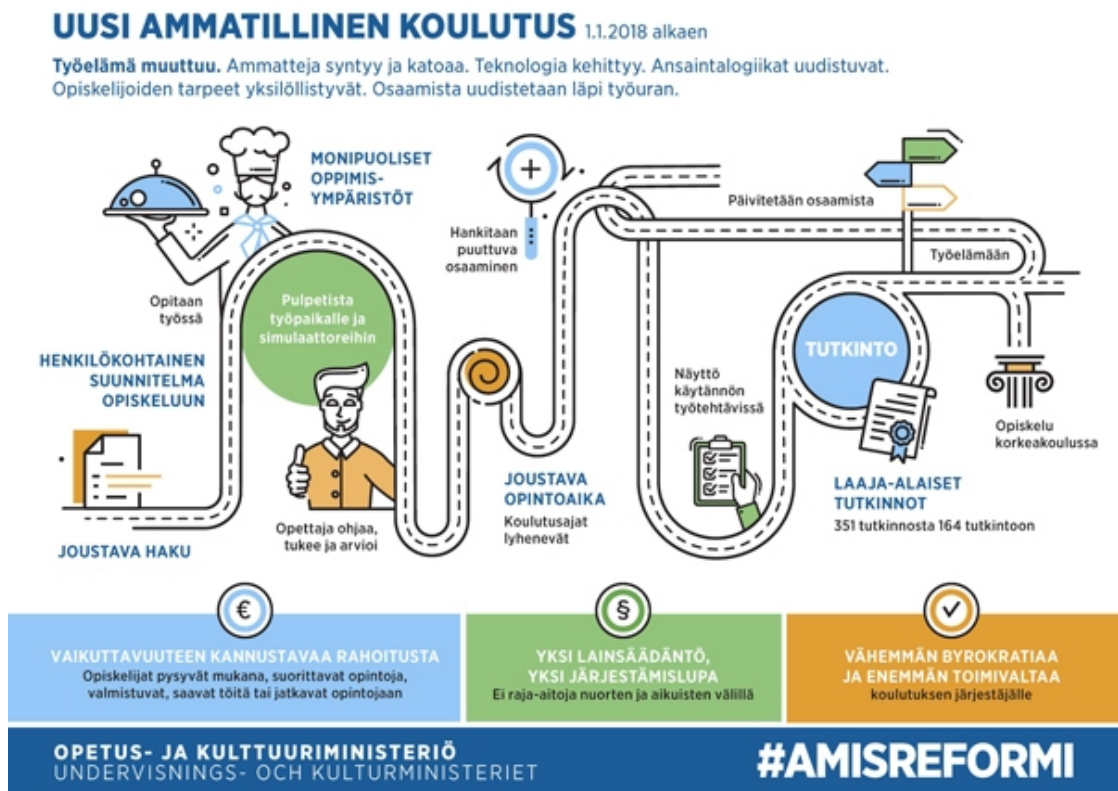 UUSI AMMATILLINEN KOULUTUS 1.1.2018 alkaen
Työelämä muuttuu. Ammatteja syntyy ja katoaa. Teknologia kehittyy. Ansaintalogiikat uudistuvat.
Opiskelijoiden tarpeet yksilöllistyvät. Osaamista uudistetaan läpi työuran.
MONIPUOLISET
OPPIMIS-
YMPÄRISTÖT
Hankitaan
puuttuva
osaaminen
Päivitetään osaamista
Työelämään
Opitaan
työssä
Pulpetista
työpaikalle ja
simulaattoreihin
HENKILÖKOHTAINEN
SUUNNITELMA
OPISKELUUN
TUTKINTO
Näyttö
käytännön
työtehtävissä
Opiskelu
korkeakoulussa
JOUSTAVA
OPINTOAIKA
Koulutusajat
lyhenevät
LAAJA-ALAISET
TUTKINNOT
351 tutkinnosta 164 tutkintoon
Opettaja ohjaa,
tukee ja arvioi
JOUSTAVA HAKU
€
VAIKUTTAVUUTEEN KANNUSTAVAA RAHOITUSTA
Opiskelijat pysyvät mukana, suorittavat opintoja,
valmistuvat, saavat töitä tai jatkavat opintojaan
§
YKSI LAINSÄÄDÄNTÖ,
YKSI JÄRJESTÄMISLUPA
Ei raja-aitoja nuorten ja aikuisten välillä
VÄHEMMÄN BYROKRATIAA
JA ENEMMÄN TOIMIVALTAA
koulutuksen järjestäjälle
OPETUS- JA KULTTUURIMINISTERIÖ
UNDERVISNINGS- OCH KULTURMINISTERIET
#AMISREFORMI